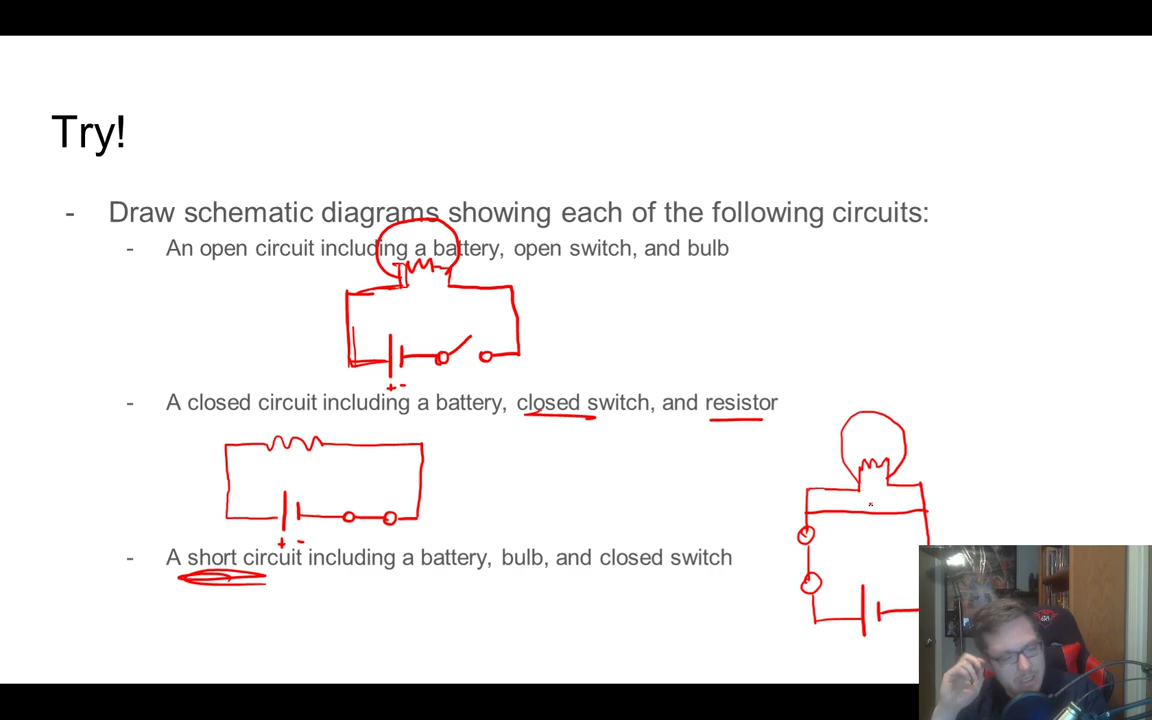 Try!
- Draw schematic diagrams showing each of the following circuits:
- An open circuit including a battery, open switch, and bulb
+ -
- A closed circuit including a battery, closed switch, and resistor
+ -
- A short circuit including a battery, bulb, and closed switch